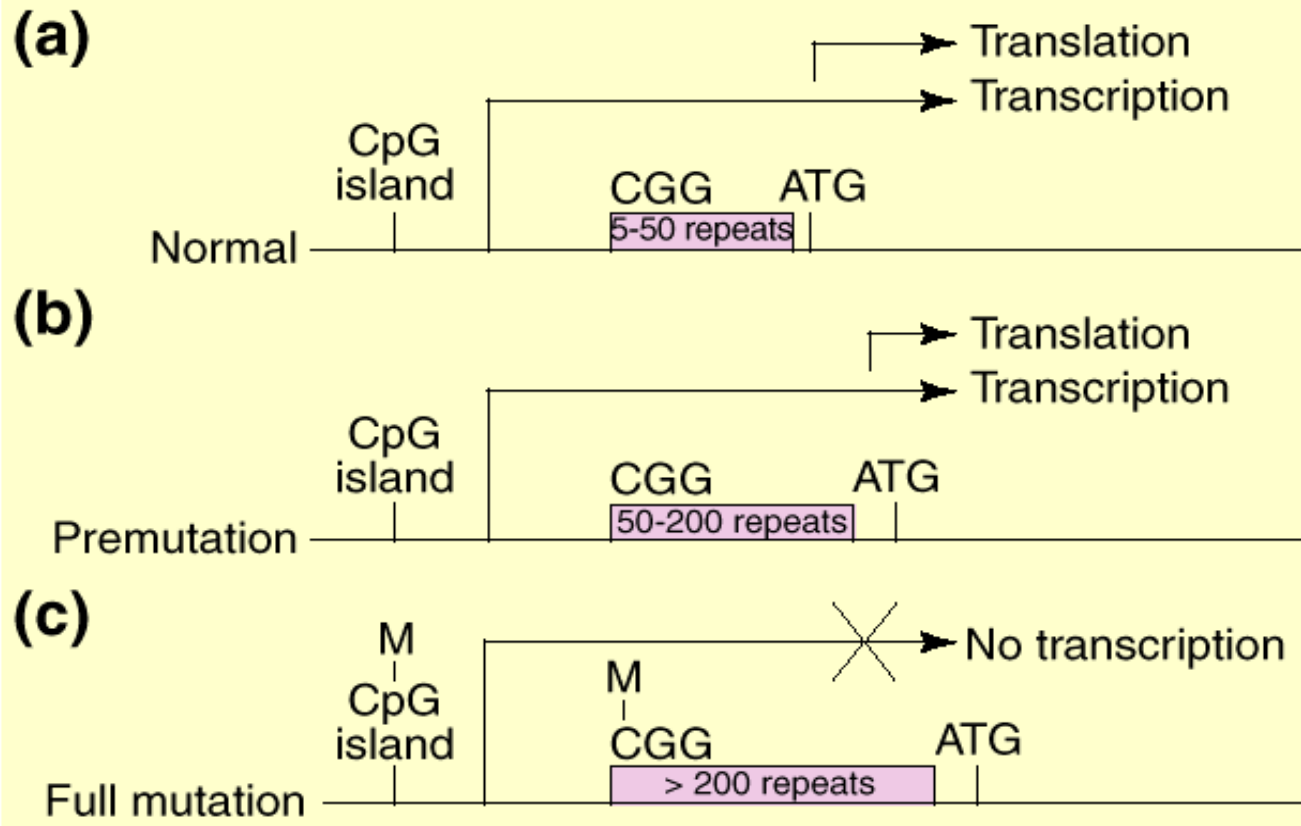 (a)
Translation
Transcription
CpG
island
CGG
ATG
5-50 repeats
Normal
(b)
Translation
Transcription
CpG
island
CGG
ATG
50-200 repeats
Premutation
(c)
M
No transcription
M
CpG
island
CGG
ATG
> 200 repeats
Full mutation